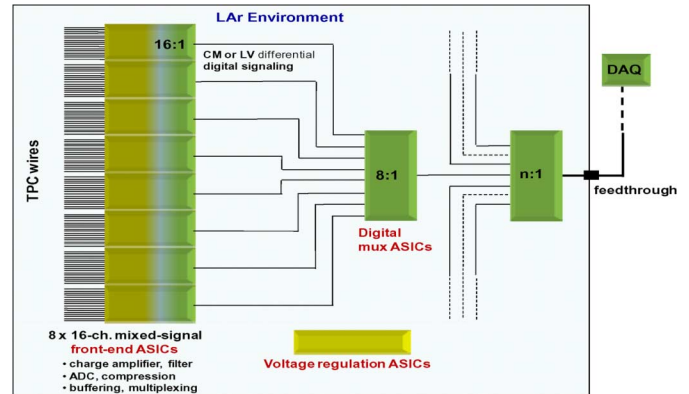 LAr Environment
16:1
CM or LV differential
digital signaling
DAQ
TPC wires
8:1
n:1
feedthrough
Digital
mux ASICs
8 x 16-ch. mixed-signal
front-end ASICs
• charge amplifier, filter
• ADC, compression
• buffering, multiplexing
Voltage regulation ASICs